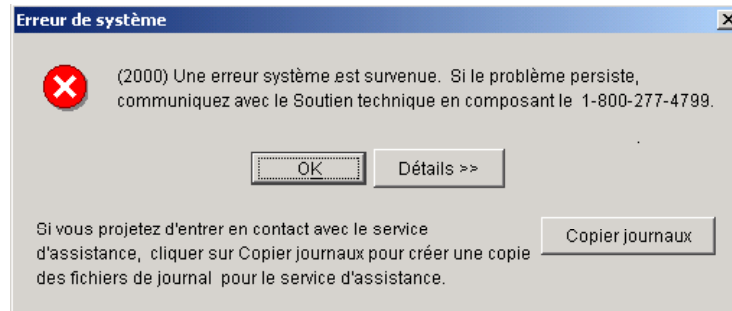 Erreur de système
(2000) Une erreur système est survenue. Si le problème persiste,
communiquez avec le Soutien technique en composant le 1-800-277-4799.
OK
Détails >>
Si vous projetez d'entrer en contact avec le service
d'assistance, cliquer sur Copier journaux pour créer une copie
des fichiers de journal pour le service d'assistance.
Copier journaux